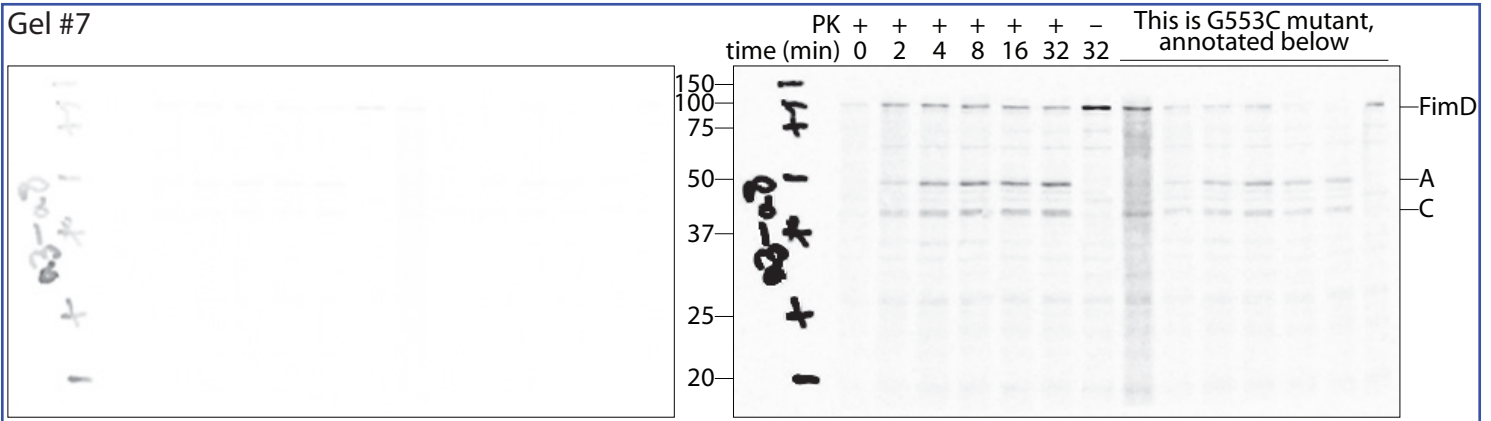 Gel #7
PK + + + + + + – This is G553C mutant,
time (min) 0 2 4 8 16 32 32 annotated below
150
100
75
50
37
25
20
FimD
A
C